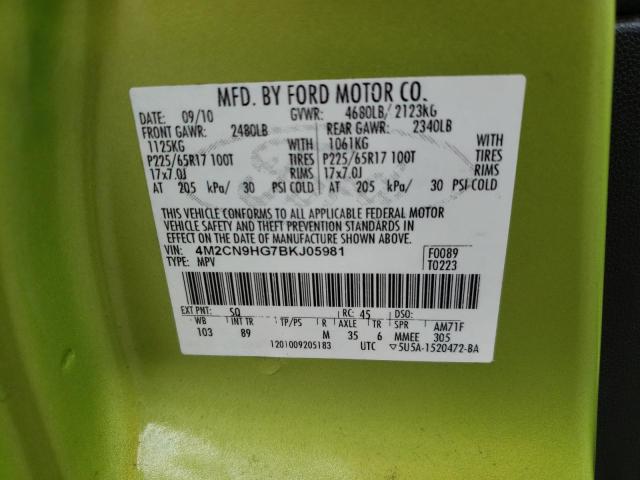 MFD. BY FORD MOTOR CO.
DATE: 09/10 GVWR: 4680LB/ 2123KG
FRONT GAWR: 2480LB REAR GAWR: 2340LB
1125KG WITH 1061KG WITH
P225/65R17 100T TIRES P225/65R17 100T TIRES
17x7.0J RIMS 17x7.0J RIMS
AT 205 kPa/ 30 PSI COLD AT 205 kPa/ 30 PSI COLD
THIS VEHICLE CONFORMS TO ALL APPLICABLE FEDERAL MOTOR
VEHICLE SAFETY AND THEFT PREVENTION STANDARDS IN
EFFECT ON THE DATE OF MANUFACTURE SHOWN ABOVE.
VIN: 4M2CN9HG7BKJ05981 F0089
TYPE: MPV T0223
EXT PNT: SQ RC: 45 DSO:
WB INT TR TP/PS R AXLE TR SPR AM71F
103 89 M 35 6 MMEE 305
1201009205183 UTC ▽5U5A-1520472-BA